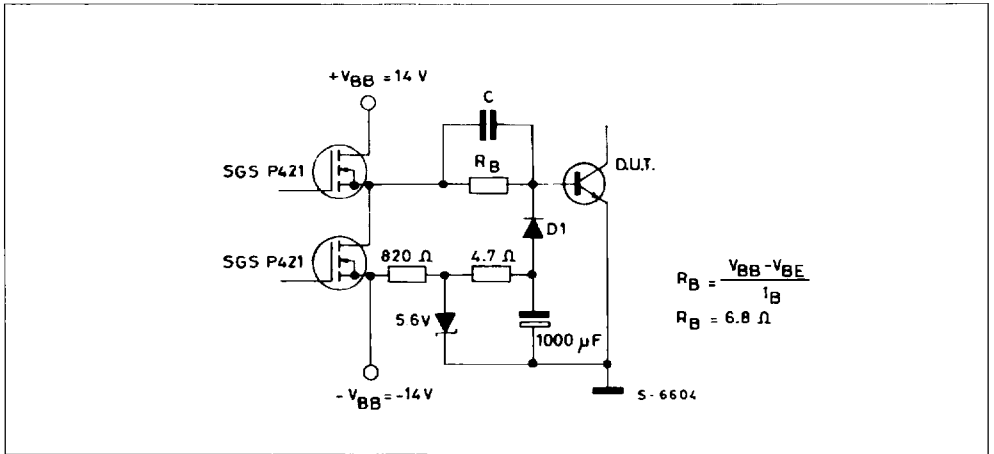 +VBB = 14 V
C
SGS P421
RB
D.U.T.
D1
SGS P421
820 Ω
4.7 Ω
RB = VBB - VBE
IB
RB = 6.8 Ω
5.6V
1000 µF
- VBB = -14 V
S - 6604